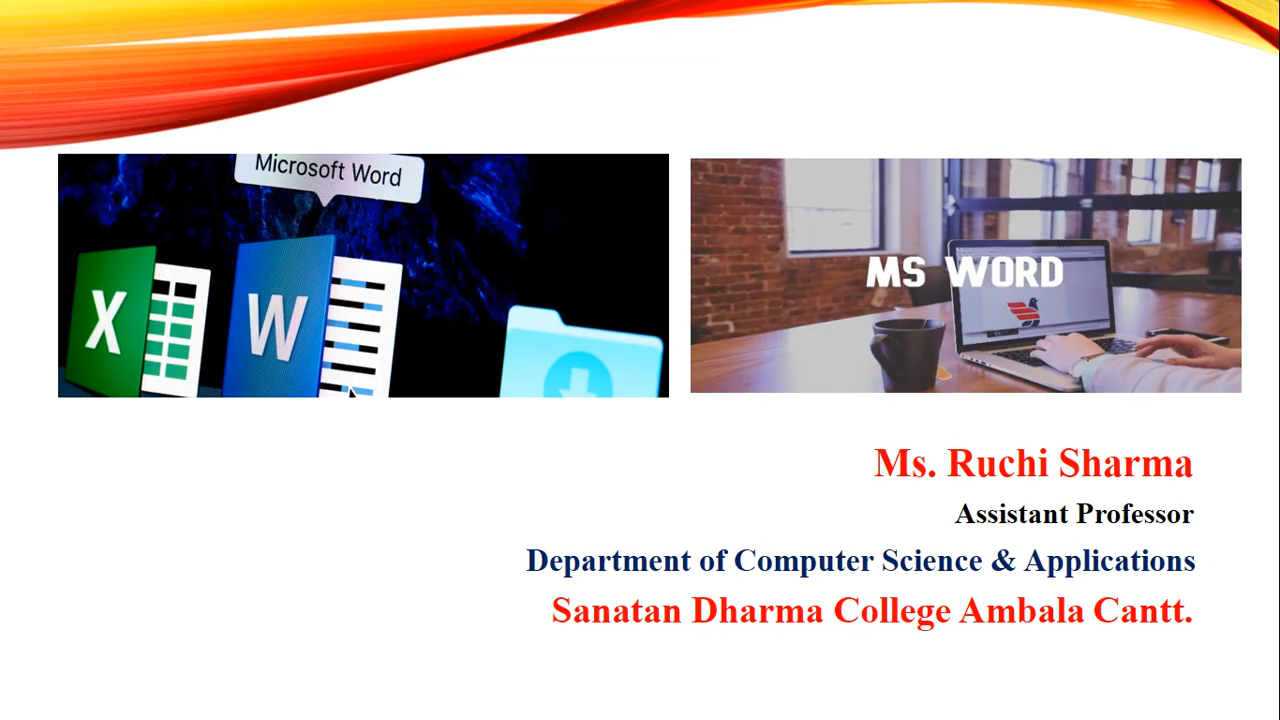 Microsoft Word
X
W
MS WORD
Ms. Ruchi Sharma
Assistant Professor
Department of Computer Science & Applications
Sanatan Dharma College Ambala Cantt.